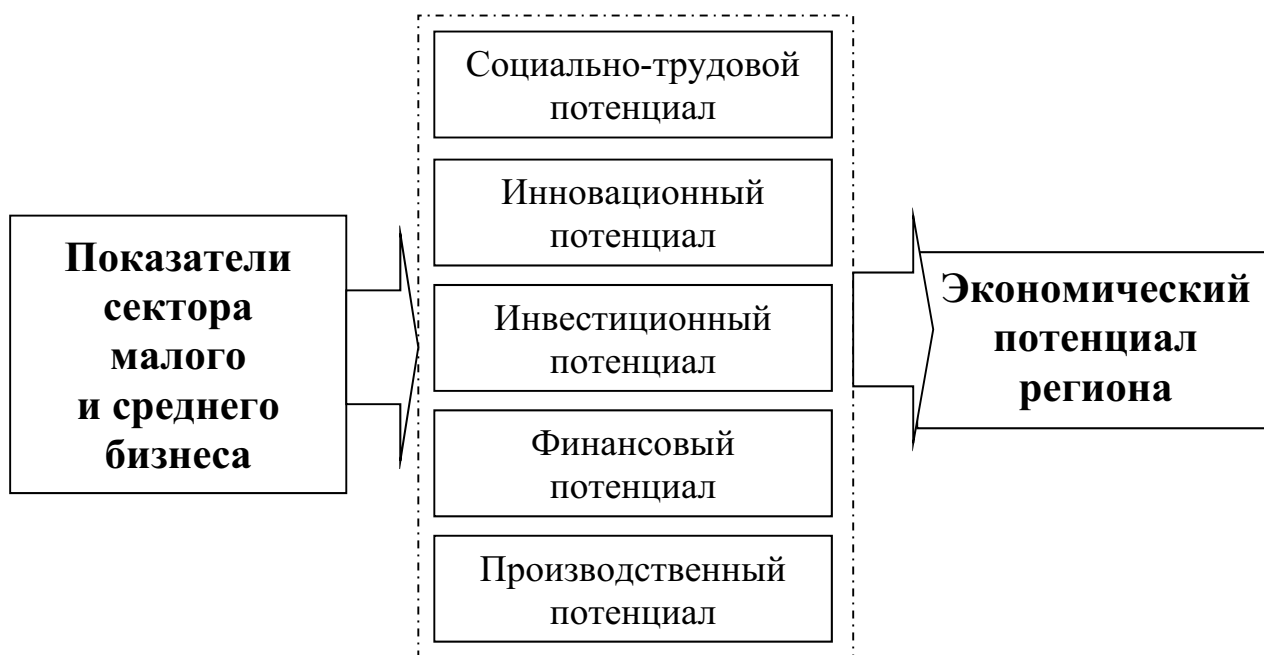 Показатели
сектора
малого
и среднего
бизнеса
Социально-трудовой
потенциал
Инновационный
потенциал
Инвестиционный
потенциал
Финансовый
потенциал
Производственный
потенциал
Экономический
потенциал
региона